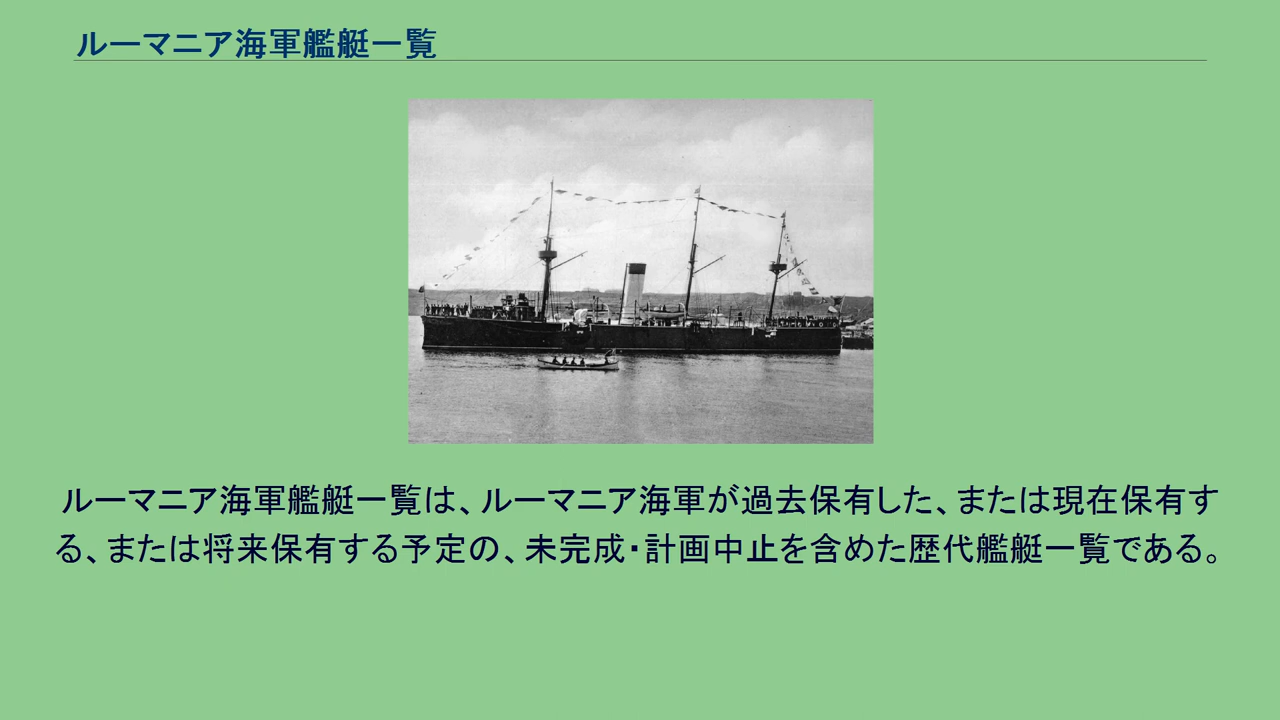 ルーマニア海軍艦艇一覧
ルーマニア海軍艦艇一覧は、ルーマニア海軍が過去保有した、または現在保有す
る、または将来保有する予定の、未完成・計画中止を含めた歴代艦艇一覧である。